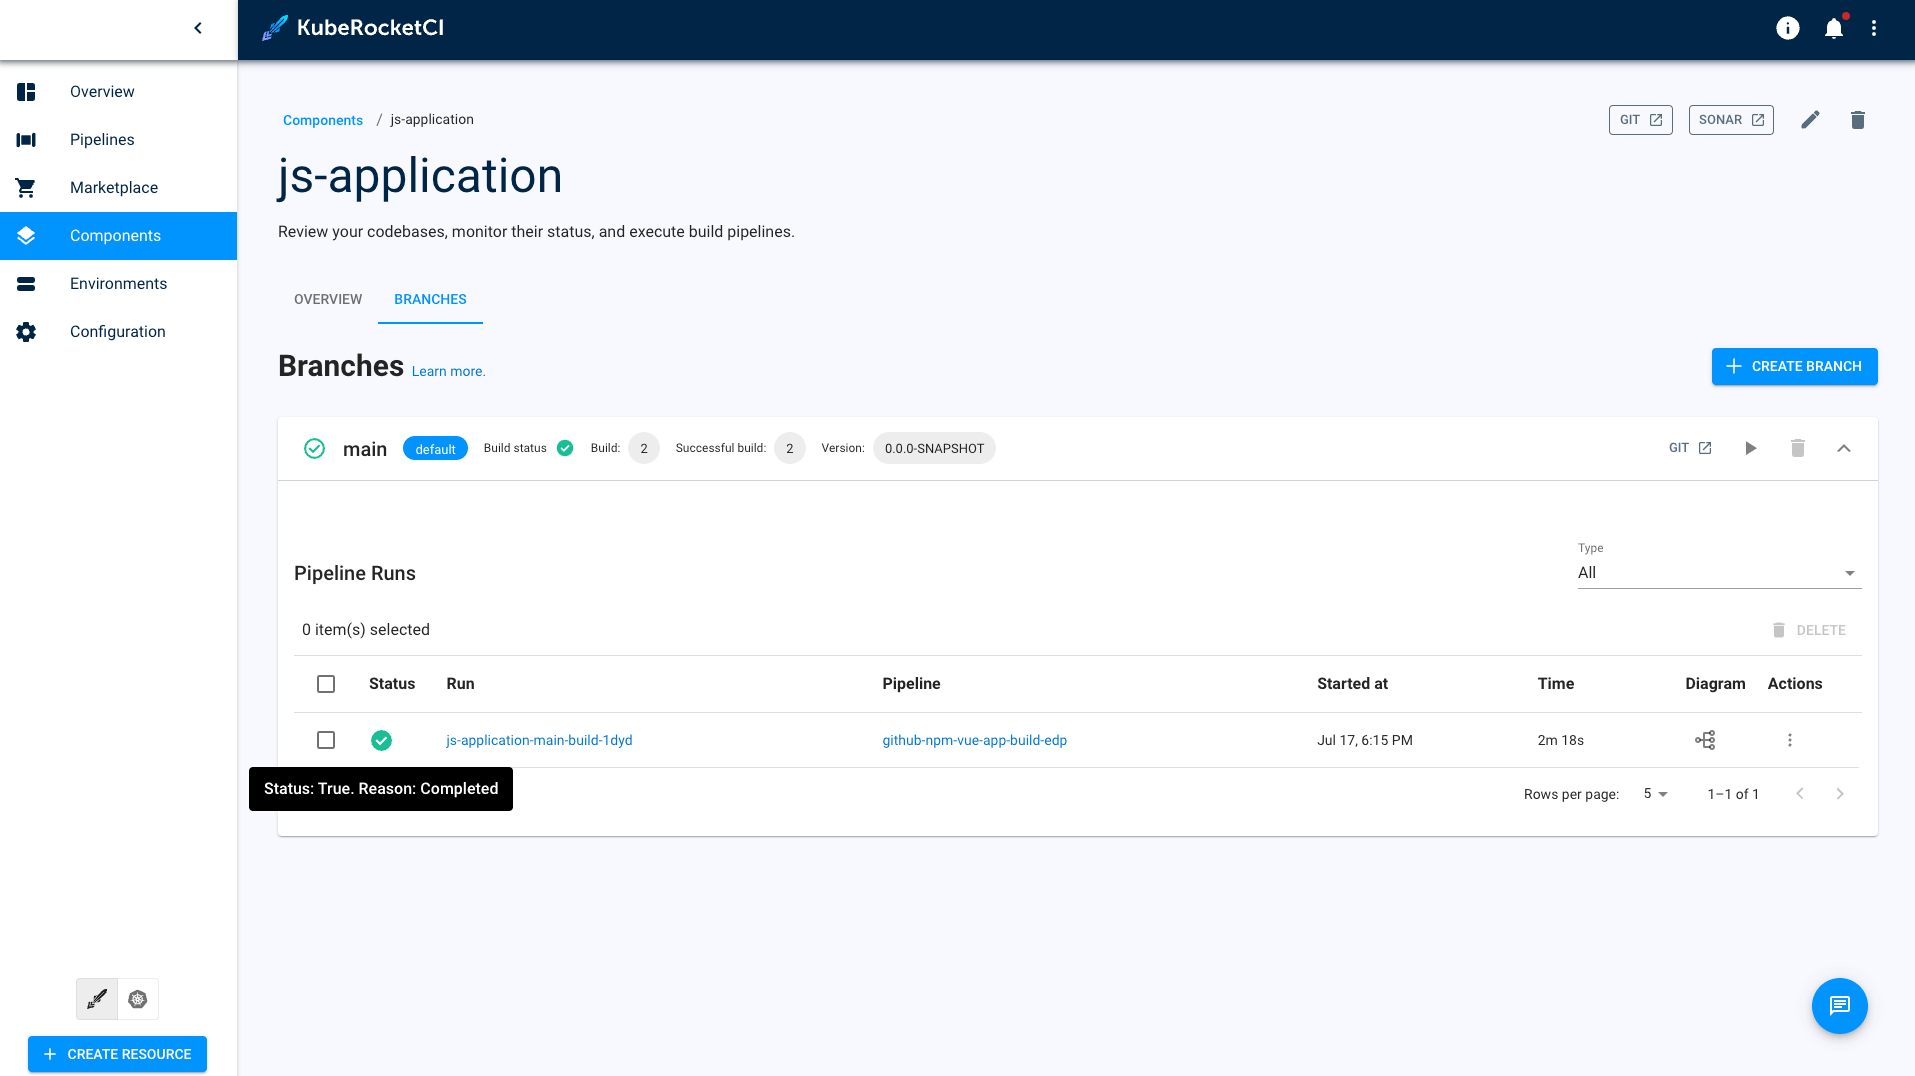 KubeRocketCI
Overview
Pipelines
Marketplace
Components
Environments
Configuration
Components / js-application
GIT
SONAR
js-application
Review your codebases, monitor their status, and execute build pipelines.
OVERVIEW
BRANCHES
Branches Learn more.
CREATE BRANCH
main default Build status Build: 2 Successful build: 2 Version: 0.0.0-SNAPSHOT GIT
Type
Pipeline Runs
All
0 item(s) selected
DELETE
Status Run Pipeline Started at Time Diagram Actions
js-application-main-build-1dyd github-npm-vue-app-build-edp Jul 17, 6:15 PM 2m 18s
Status: True. Reason: Completed
Rows per page: 5 1–1 of 1
CREATE RESOURCE